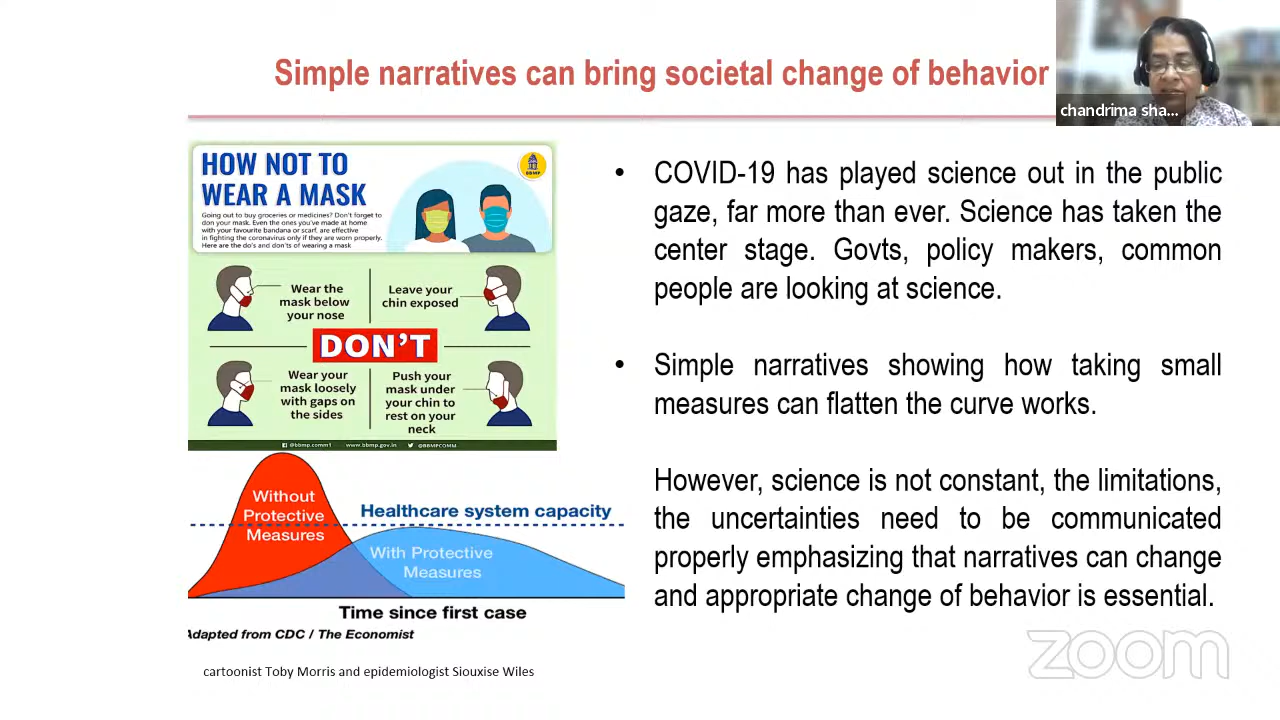 Simple narratives can bring societal change of behavior
chandrima sha...
HOW NOT TO
WEAR A MASK
Going out to buy groceries or medicines? Don't forget to
don your mask. Even the ones you've made at home
with your favourite bandana or scarf, are effective
in fighting the coronavirus only if they are worn properly.
Here are the do's and don'ts of wearing a mask
BBMP
Wear the
mask below
your nose
Leave your
chin exposed
DON'T
Wear your
mask loosely
with gaps on
the sides
Push your
mask under
your chin to
rest on your
neck
@bbmp.comm1 www.bbmp.gov.in @BBMPCOMM
Without
Protective
Measures
Healthcare system capacity
With Protective
Measures
Time since first case
Adapted from CDC / The Economist
cartoonist Toby Morris and epidemiologist Siouxise Wiles
• COVID-19 has played science out in the public
gaze, far more than ever. Science has taken the
center stage. Govts, policy makers, common
people are looking at science.
• Simple narratives showing how taking small
measures can flatten the curve works.
However, science is not constant, the limitations,
the uncertainties need to be communicated
properly emphasizing that narratives can change
and appropriate change of behavior is essential.
zoom